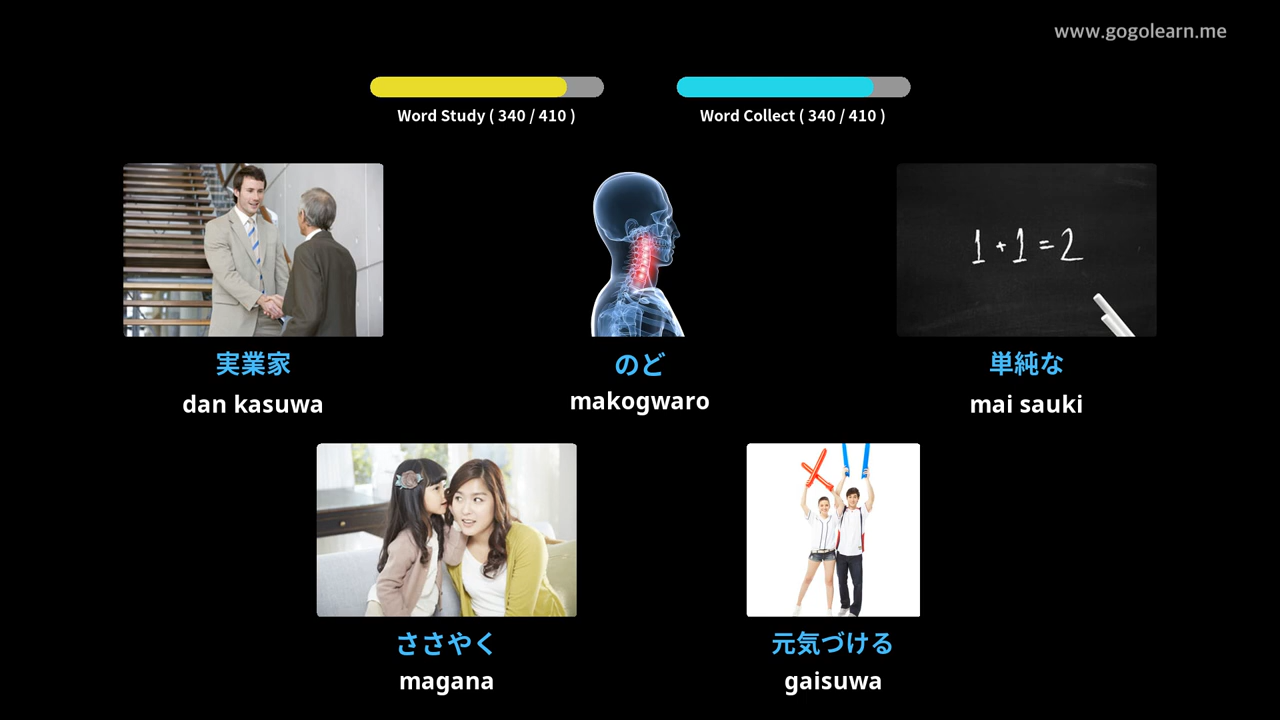 www.gogolearn.me
Word Study ( 340 / 410 )
Word Collect ( 340 / 410 )
1 + 1 = 2
実業家
dan kasuwa
のど
makogwaro
単純な
mai sauki
ささやく
magana
元気づける
gaisuwa